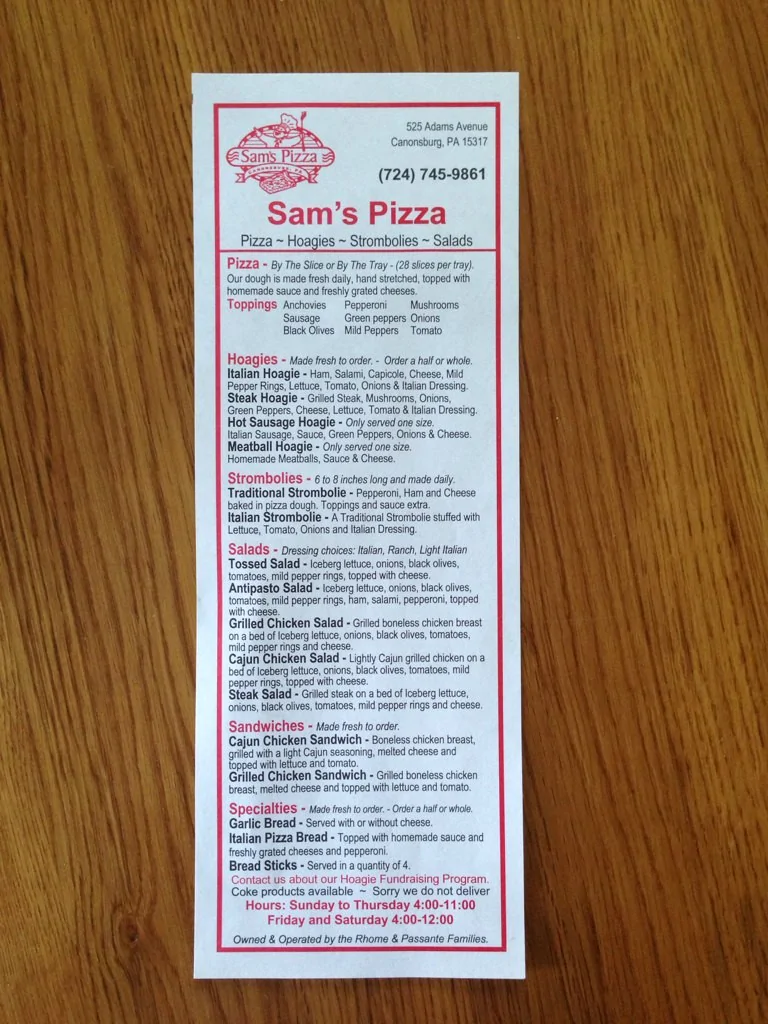 Sam's Pizza
CANONSBURG, PA
525 Adams Avenue
Canonsburg, PA 15317
(724) 745-9861
Sam's Pizza
Pizza ~ Hoagies ~ Strombolies ~ Salads
Pizza - By The Slice or By The Tray - (28 slices per tray).
Our dough is made fresh daily, hand stretched, topped with
homemade sauce and freshly grated cheeses.
Toppings Anchovies Pepperoni Mushrooms
Sausage Green peppers Onions
Black Olives Mild Peppers Tomato
Hoagies - Made fresh to order. - Order a half or whole.
Italian Hoagie - Ham, Salami, Capicole, Cheese, Mild
Pepper Rings, Lettuce, Tomato, Onions & Italian Dressing.
Steak Hoagie - Grilled Steak, Mushrooms, Onions,
Green Peppers, Cheese, Lettuce, Tomato & Italian Dressing.
Hot Sausage Hoagie - Only served one size.
Italian Sausage, Sauce, Green Peppers, Onions & Cheese.
Meatball Hoagie - Only served one size.
Homemade Meatballs, Sauce & Cheese.
Strombolies - 6 to 8 inches long and made daily.
Traditional Strombolie - Pepperoni, Ham and Cheese
baked in pizza dough. Toppings and sauce extra.
Italian Strombolie - A Traditional Strombolie stuffed with
Lettuce, Tomato, Onions and Italian Dressing.
Salads - Dressing choices: Italian, Ranch, Light Italian
Tossed Salad - Iceberg lettuce, onions, black olives,
tomatoes, mild pepper rings, topped with cheese.
Antipasto Salad - Iceberg lettuce, onions, black olives,
tomatoes, mild pepper rings, ham, salami, pepperoni, topped
with cheese.
Grilled Chicken Salad - Grilled boneless chicken breast
on a bed of Iceberg lettuce, onions, black olives, tomatoes,
mild pepper rings and cheese.
Cajun Chicken Salad - Lightly Cajun grilled chicken on a
bed of Iceberg lettuce, onions, black olives, tomatoes, mild
pepper rings, topped with cheese.
Steak Salad - Grilled steak on a bed of Iceberg lettuce,
onions, black olives, tomatoes, mild pepper rings and cheese.
Sandwiches - Made fresh to order.
Cajun Chicken Sandwich - Boneless chicken breast,
grilled with a light Cajun seasoning, melted cheese and
topped with lettuce and tomato.
Grilled Chicken Sandwich - Grilled boneless chicken
breast, melted cheese and topped with lettuce and tomato.
Specialties - Made fresh to order. - Order a half or whole.
Garlic Bread - Served with or without cheese.
Italian Pizza Bread - Topped with homemade sauce and
freshly grated cheeses and pepperoni.
Bread Sticks - Served in a quantity of 4.
Contact us about our Hoagie Fundraising Program.
Coke products available ~ Sorry we do not deliver
Hours: Sunday to Thursday 4:00-11:00
Friday and Saturday 4:00-12:00
Owned & Operated by the Rhome & Passante Families.